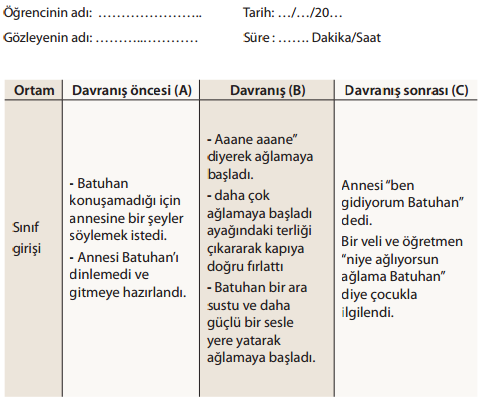 Öğrencinin adı: …………………..
Tarih: …/…/20…
Gözleyenin adı: ………...…………
Süre : ……. Dakika/Saat
Ortam
Davranış öncesi (A)
Davranış (B)
Davranış sonrası (C)
Sınıf
girişi
- Batuhan
konuşamadığı için
annesine bir şeyler
söylemek istedi.
- Annesi Batuhan’ı
dinlemedi ve
gitmeye hazırlandı.
- Aaane aaane”
diyerek ağlamaya
başladı.
- daha çok
ağlamaya başladı
ayağındaki terliği
çıkararak kapıya
doğru fırlattı
- Batuhan bir ara
sustu ve daha
güçlü bir sesle
yere yatarak
ağlamaya başladı.
Annesi “ben
gidiyorum Batuhan”
dedi.
Bir veli ve öğretmen
“niye ağlıyorsun
ağlama Batuhan”
diye çocukla
ilgilendi.